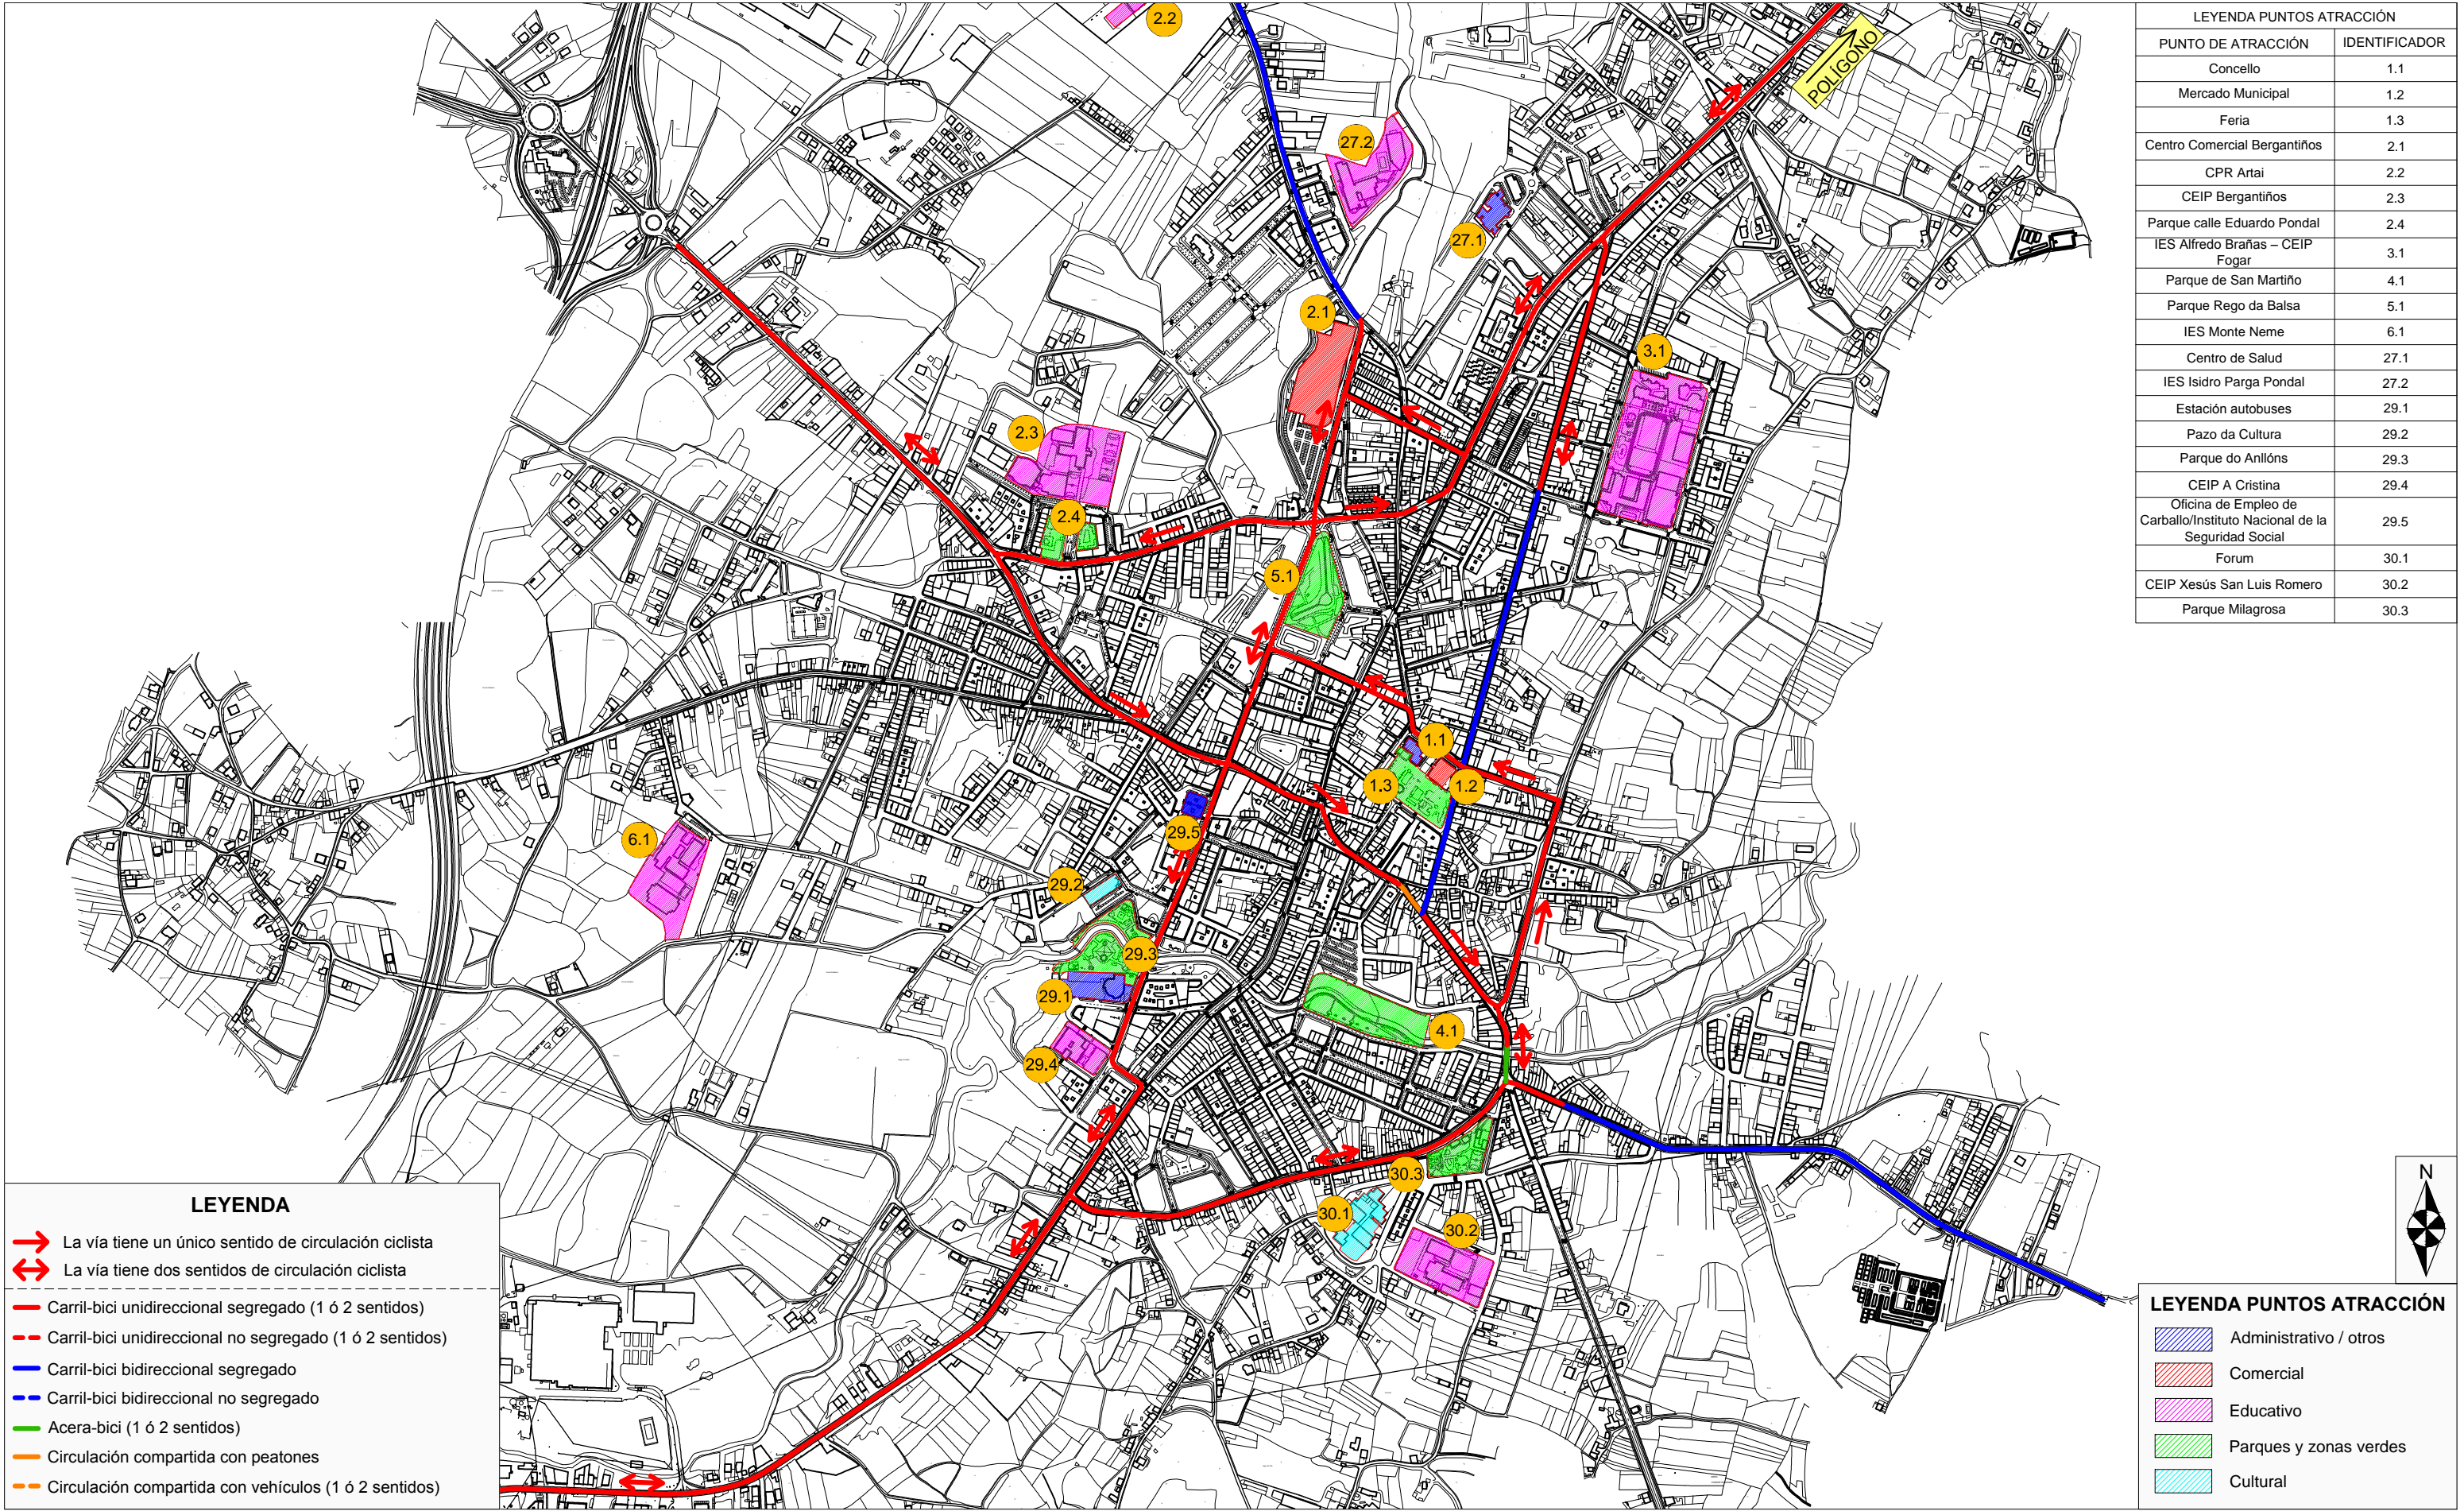 2.2
POLÍGONO
27.2
27.1
2.1
3.1
2.3
2.4
5.1
1.1
1.3
1.2
6.1
29.5
29.2
29.3
29.1
4.1
29.4
30.3
30.1
30.2
LEYENDA PUNTOS ATRACCIÓN
PUNTO DE ATRACCIÓN IDENTIFICADOR
Concello 1.1
Mercado Municipal 1.2
Feria 1.3
Centro Comercial Bergantiños 2.1
CPR Artai 2.2
CEIP Bergantiños 2.3
Parque calle Eduardo Pondal 2.4
IES Alfredo Brañas – CEIP
Fogar 3.1
Parque de San Martiño 4.1
Parque Rego da Balsa 5.1
IES Monte Neme 6.1
Centro de Salud 27.1
IES Isidro Parga Pondal 27.2
Estación autobuses 29.1
Pazo da Cultura 29.2
Parque do Anllóns 29.3
CEIP A Cristina 29.4
Oficina de Empleo de
Carballo/Instituto Nacional de la 29.5
Seguridad Social
Forum 30.1
CEIP Xesús San Luis Romero 30.2
Parque Milagrosa 30.3
LEYENDA
La vía tiene un único sentido de circulación ciclista
La vía tiene dos sentidos de circulación ciclista
Carril-bici unidireccional segregado (1 ó 2 sentidos)
Carril-bici unidireccional no segregado (1 ó 2 sentidos)
Carril-bici bidireccional segregado
Carril-bici bidireccional no segregado
Acera-bici (1 ó 2 sentidos)
Circulación compartida con peatones
Circulación compartida con vehículos (1 ó 2 sentidos)
N
LEYENDA PUNTOS ATRACCIÓN
Administrativo / otros
Comercial
Educativo
Parques y zonas verdes
Cultural